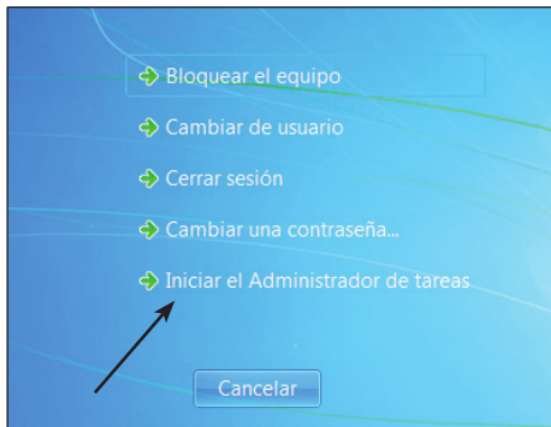 Bloquear el equipo
Cambiar de usuario
Cerrar sesión
Cambiar una contraseña...
Iniciar el Administrador de tareas
Cancelar